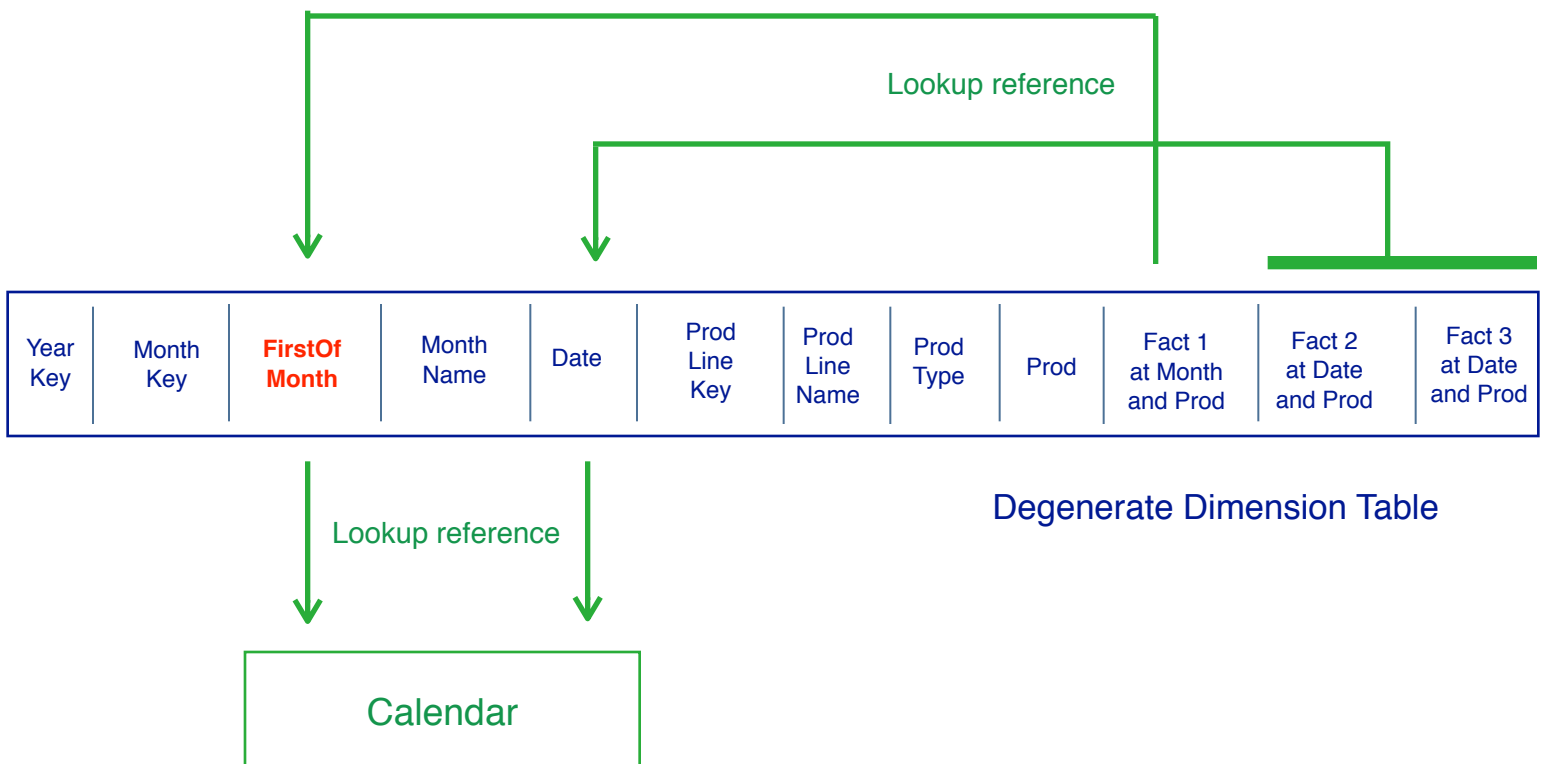 Lookup reference
Year
Key
Month
Key
FirstOf
Month
Month
Name
Date
Prod
Line
Key
Prod
Line
Name
Prod
Type
Prod
Fact 1
at Month
and Prod
Fact 2
at Date
and Prod
Fact 3
at Date
and Prod
Degenerate Dimension Table
Lookup reference
Calendar